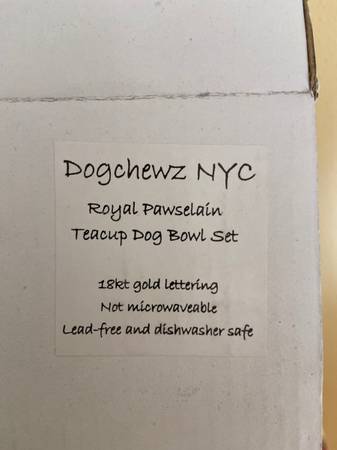 Dogchewz NYC
Royal Pawselain
Teacup Dog Bowl Set
18kt gold lettering
Not microwaveable
Lead-free and dishwasher safe